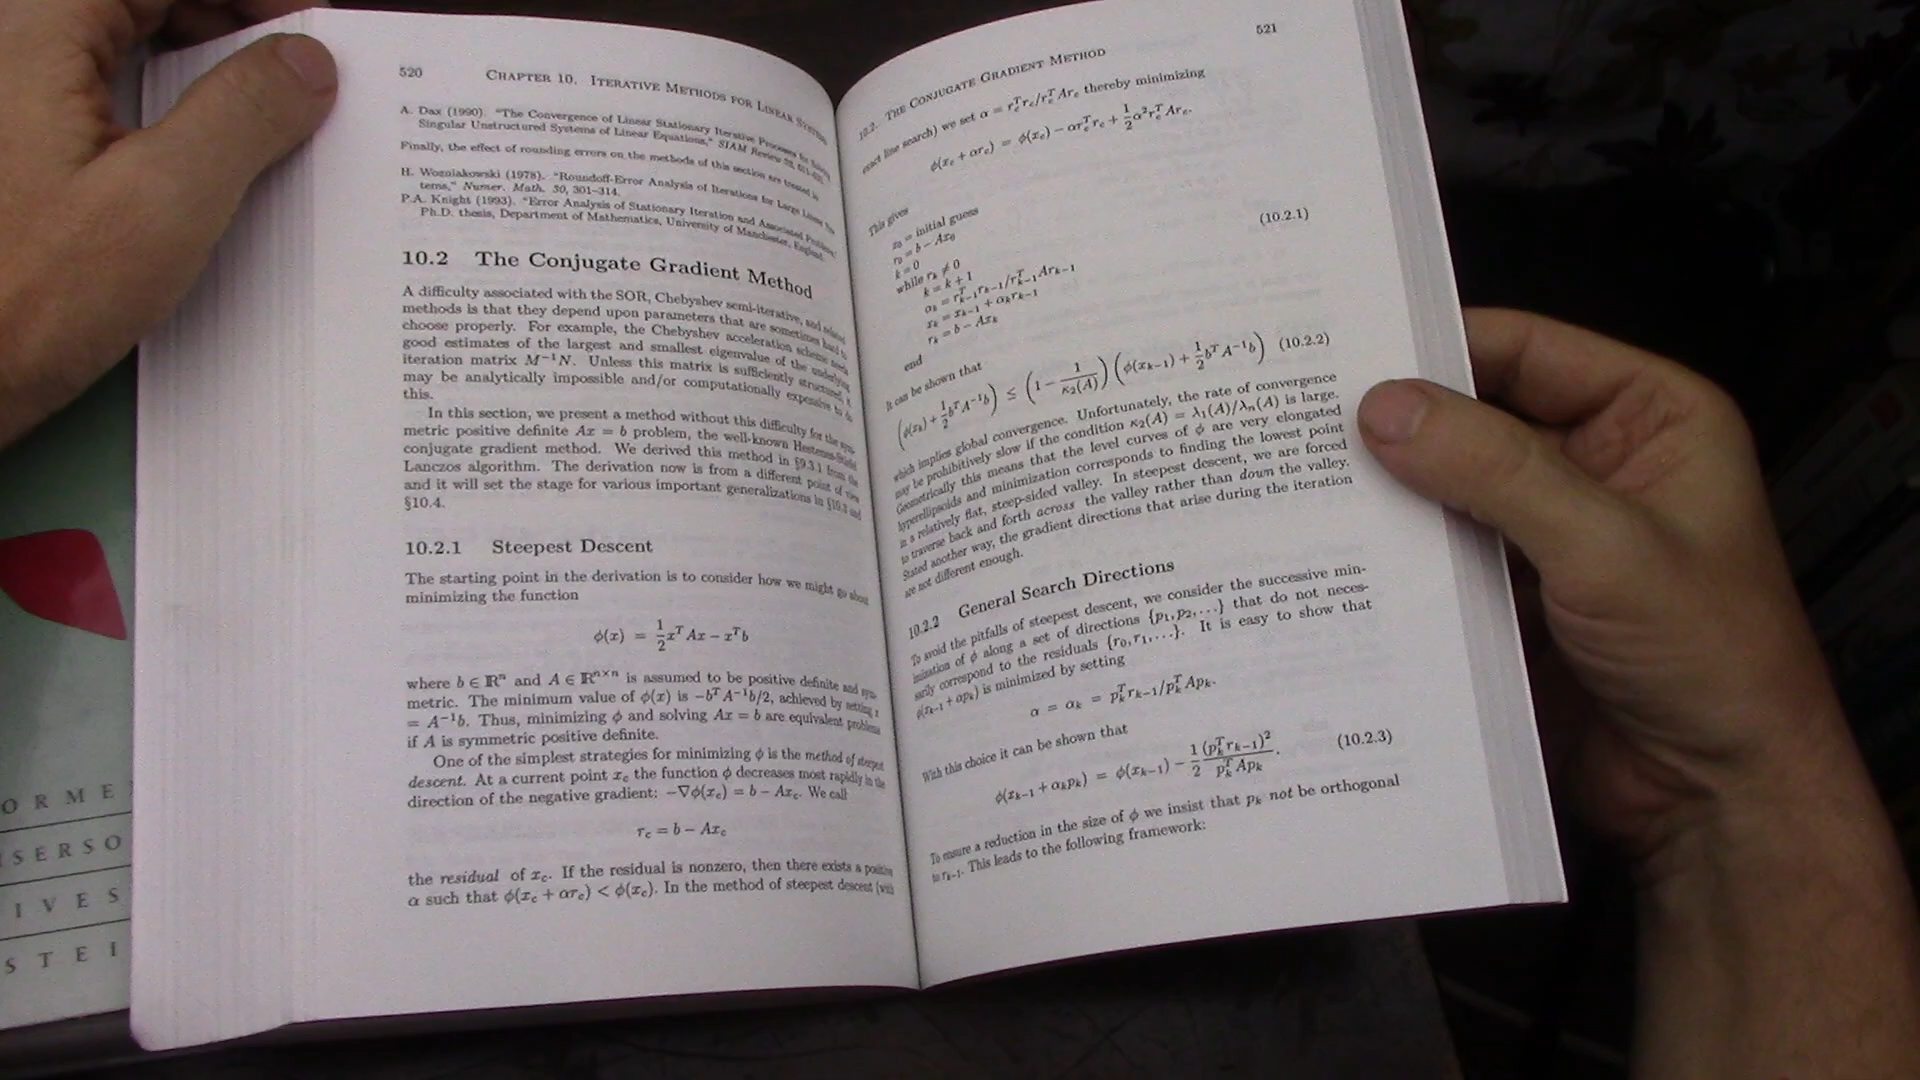 520 CHAPTER 10. ITERATIVE METHODS FOR LINEAR SYSTEMS
A. Dax (1990). "The Convergence of Linear Stationary Iterative Processes for Solving
Singular Unstructured Systems of Linear Equations," SIAM Review
Finally, the effect of rounding errors on the methods of this section are treated in
H. Wozniakowski (1978). "Roundoff-Error Analysis of Iterations for Large Linear Sys-
tems," Numer. Math. 30, 301–314.
P.A. Knight (1993). "Error Analysis of Stationary Iteration and Associated Problems,"
Ph.D. thesis, Department of Mathematics, University of Manchester, England.
10.2 The Conjugate Gradient Method
A difficulty associated with the SOR, Chebyshev semi-iterative, and related
methods is that they depend upon parameters that are sometimes hard to
choose properly. For example, the Chebyshev acceleration scheme needs
good estimates of the largest and smallest eigenvalue of the underlying
iteration matrix M⁻¹N. Unless this matrix is sufficiently structured, it
may be analytically impossible and/or computationally expensive to do
this.
In this section, we present a method without this difficulty for the sym-
metric positive definite Ax = b problem, the well-known Hestenes-Stiefel
conjugate gradient method. We derived this method in §9.3.1 from the
Lanczos algorithm. The derivation now is from a different point of view
and it will set the stage for various important generalizations in §10.3 and
§10.4.
10.2.1 Steepest Descent
The starting point in the derivation is to consider how we might go about
minimizing the function
ϕ(x) = 1/2 xᵀAx − xᵀb
where b ∈ ℝⁿ and A ∈ ℝⁿˣⁿ is assumed to be positive definite and sym-
metric. The minimum value of ϕ(x) is −bᵀA⁻¹b/2, achieved by setting x
= A⁻¹b. Thus, minimizing ϕ and solving Ax = b are equivalent problems
if A is symmetric positive definite.
One of the simplest strategies for minimizing ϕ is the method of steepest
descent. At a current point x_c the function ϕ decreases most rapidly in the
direction of the negative gradient: −∇ϕ(x_c) = b − Ax_c. We call
r_c = b − Ax_c
the residual of x_c. If the residual is nonzero, then there exists a positive
α such that ϕ(x_c + αr_c) < ϕ(x_c). In the method of steepest descent (with
10.2. THE CONJUGATE GRADIENT METHOD 521
exact line search) we set α = r_cᵀr_c/r_cᵀAr_c thereby minimizing
ϕ(x_c + αr_c) = ϕ(x_c) − αr_cᵀr_c + 1/2 α²r_cᵀAr_c.
This gives
x₀ = initial guess
r₀ = b − Ax₀
k = 0
while r_k ≠ 0 (10.2.1)
k = k + 1
α_k = r_{k−1}ᵀr_{k−1}/r_{k−1}ᵀAr_{k−1}
x_k = x_{k−1} + α_k r_{k−1}
r_k = b − Ax_k
end
It can be shown that
(ϕ(x_k) + 1/2 bᵀA⁻¹b) ≤ (1 − 1/κ₂(A)) (ϕ(x_{k−1}) + 1/2 bᵀA⁻¹b) (10.2.2)
which implies global convergence. Unfortunately, the rate of convergence
may be prohibitively slow if the condition κ₂(A) = λ₁(A)/λₙ(A) is large.
Geometrically this means that the level curves of ϕ are very elongated
hyperellipsoids and minimization corresponds to finding the lowest point
in a relatively flat, steep-sided valley. In steepest descent, we are forced
to traverse back and forth across the valley rather than down the valley.
Stated another way, the gradient directions that arise during the iteration
are not different enough.
10.2.2 General Search Directions
To avoid the pitfalls of steepest descent, we consider the successive min-
imization of ϕ along a set of directions {p₁, p₂, ...} that do not neces-
sarily correspond to the residuals {r₀, r₁, ...}. It is easy to show that
ϕ(x_{k−1} + αp_k) is minimized by setting
α = α_k = p_kᵀr_{k−1}/p_kᵀAp_k.
With this choice it can be shown that
ϕ(x_{k−1} + α_k p_k) = ϕ(x_{k−1}) − 1/2 (p_kᵀr_{k−1})²/p_kᵀAp_k. (10.2.3)
To ensure a reduction in the size of ϕ we insist that p_k not be orthogonal
to r_{k−1}. This leads to the following framework:
ORME
ISERSO
IVES
STEI